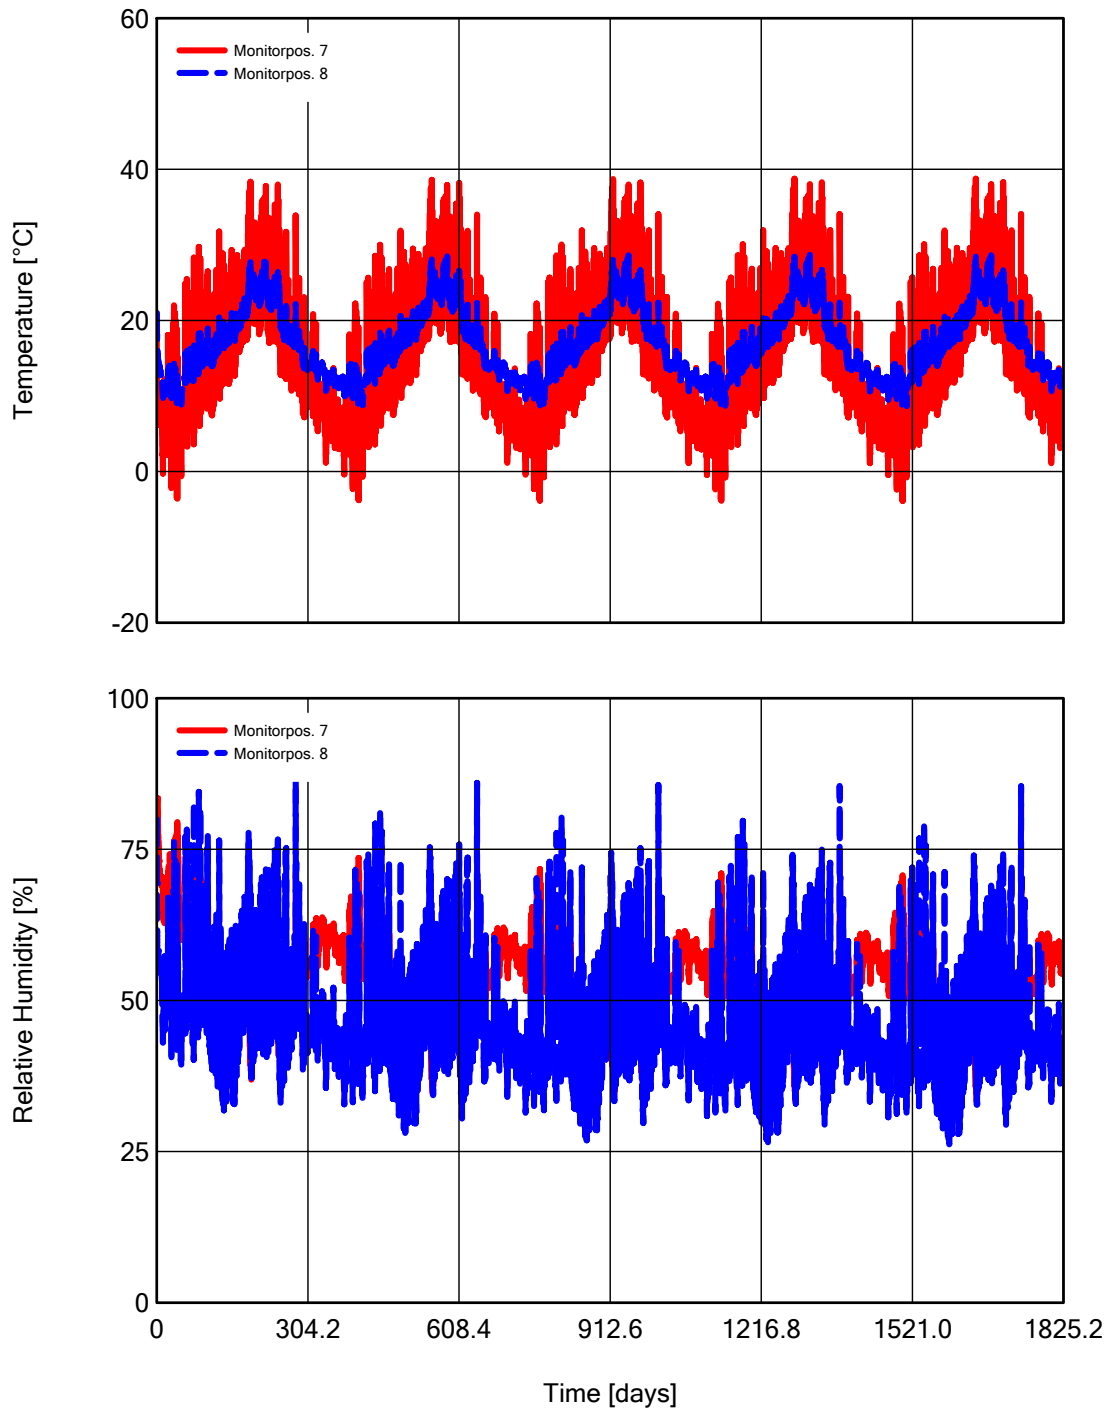 60
Monitorpos. 7
Monitorpos. 8
40
20
0
-20
Temperature [°C]
100
Monitorpos. 7
Monitorpos. 8
75
50
25
0
Relative Humidity [%]
0 304.2 608.4 912.6 1216.8 1521.0 1825.2
Time [days]